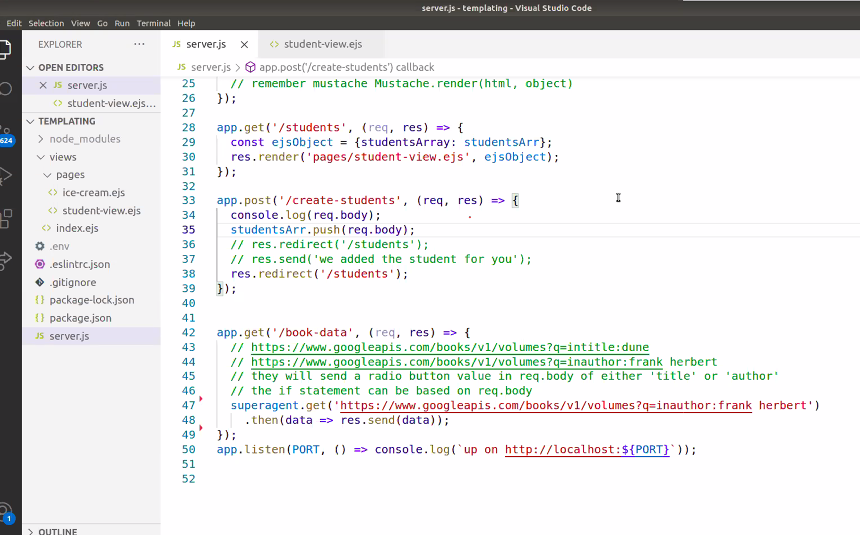 server.js - templating - Visual Studio Code
Edit Selection View Go Run Terminal Help
EXPLORER ···
OPEN EDITORS
JS server.js
<> student-view.ejs...
TEMPLATING
node_modules
views
pages
<> ice-cream.ejs
<> student-view.ejs
<> index.ejs
.env
.eslintrc.json
.gitignore
{} package-lock.json
{} package.json
JS server.js
OUTLINE
624
1
JS server.js
<> student-view.ejs
JS server.js > app.post('/create-students') callback
25 // remember mustache Mustache.render(html, object)
26 });
27
28 app.get('/students', (req, res) => {
29 const ejsObject = {studentsArray: studentsArr};
30 res.render('pages/student-view.ejs', ejsObject);
31 });
32
33 app.post('/create-students', (req, res) => {
34 console.log(req.body);
35 studentsArr.push(req.body);
36 // res.redirect('/students');
37 // res.send('we added the student for you');
38 res.redirect('/students');
39 });
40
41
42 app.get('/book-data', (req, res) => {
43 // https://www.googleapis.com/books/v1/volumes?q=intitle:dune
44 // https://www.googleapis.com/books/v1/volumes?q=inauthor:frank herbert
45 // they will send a radio button value in req.body of either 'title' or 'author'
46 // the if statement can be based on req.body
47 superagent.get('https://www.googleapis.com/books/v1/volumes?q=inauthor:frank herbert')
48 .then(data => res.send(data));
49 });
50 app.listen(PORT, () => console.log(`up on http://localhost:${PORT}`));
51
52